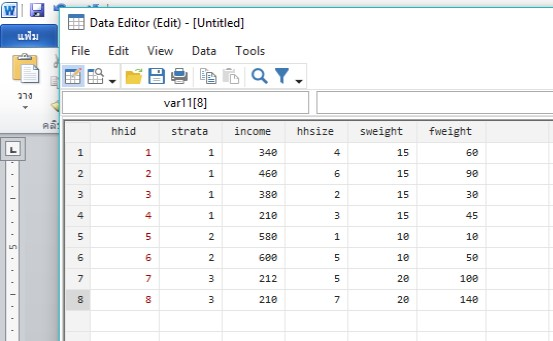 Data Editor (Edit) - [Untitled]
แฟ้ม
File Edit View Data Tools
วาง
var11[8]
hhid strata income hhsize sweight fweight
1 1 1 340 4 15 60
2 2 1 460 6 15 90
3 3 1 380 2 15 30
4 4 1 210 3 15 45
5 5 2 580 1 10 10
6 6 2 600 5 10 50
7 7 3 212 5 20 100
8 8 3 210 7 20 140